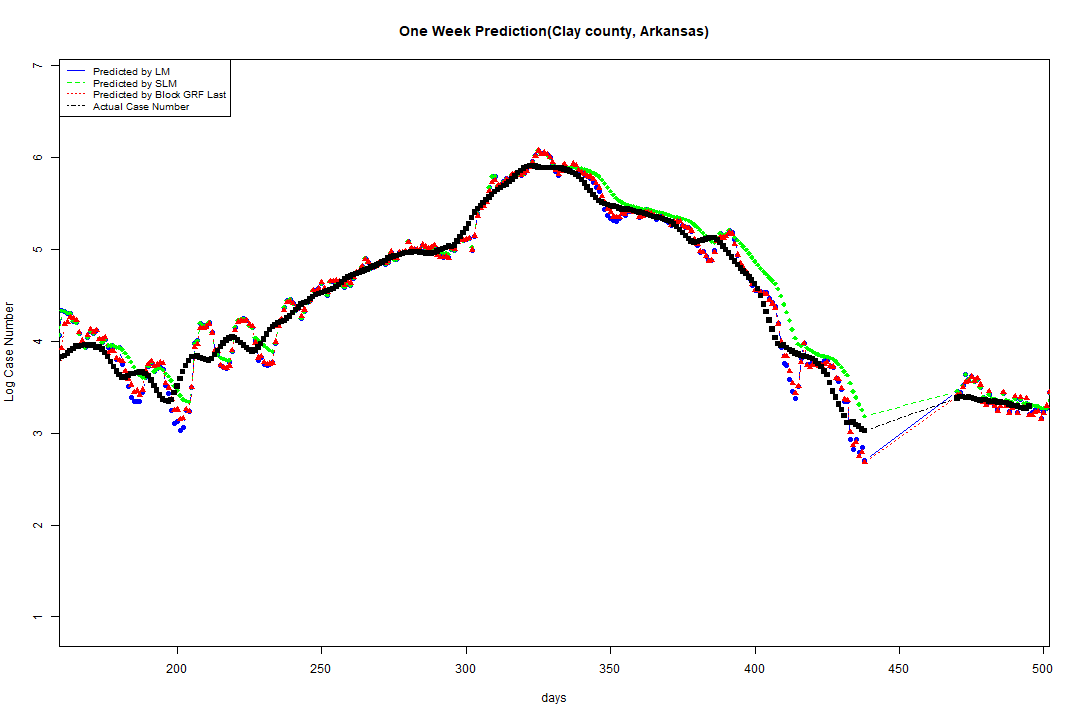 One Week Prediction(Clay county, Arkansas)
Predicted by LM
Predicted by SLM
Predicted by Block GRF Last
Actual Case Number
7
6
5
4
3
2
1
Log Case Number
200 250 300 350 400 450 500
days